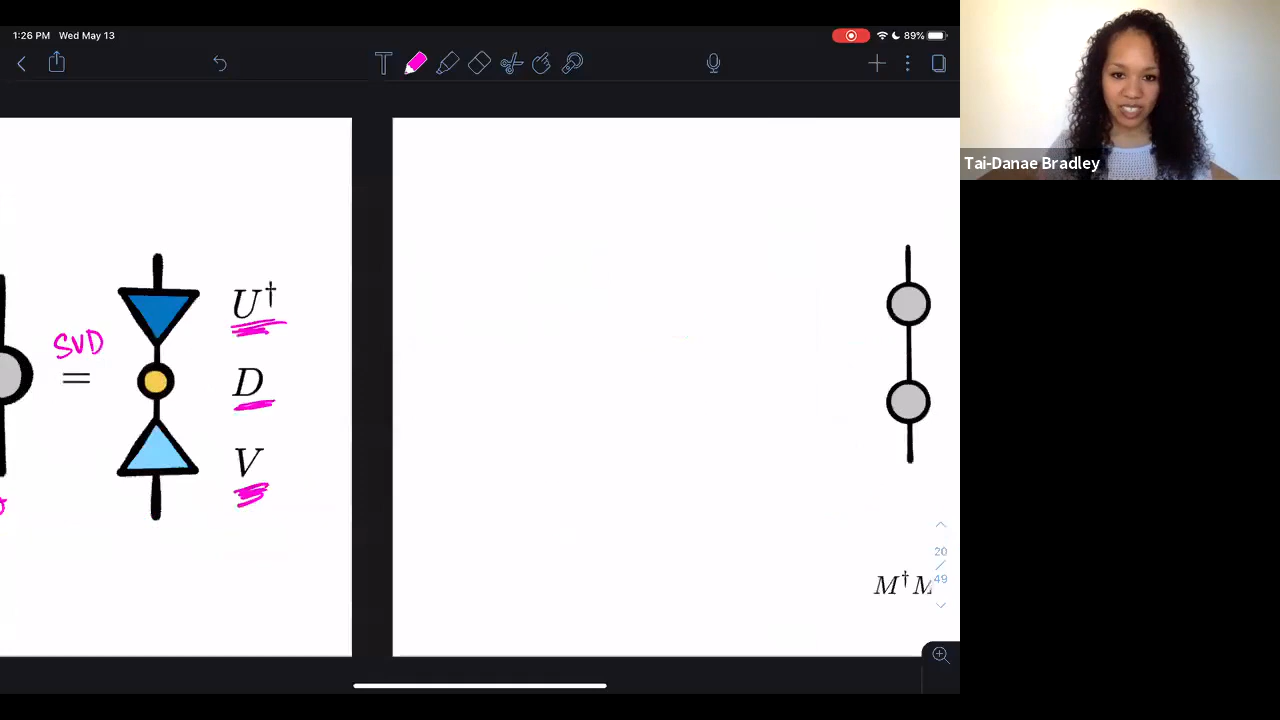 1:26 PM Wed May 13
89%
T
Tai-Danae Bradley
U†
SVD
=
D
V
20
/
49
M†M